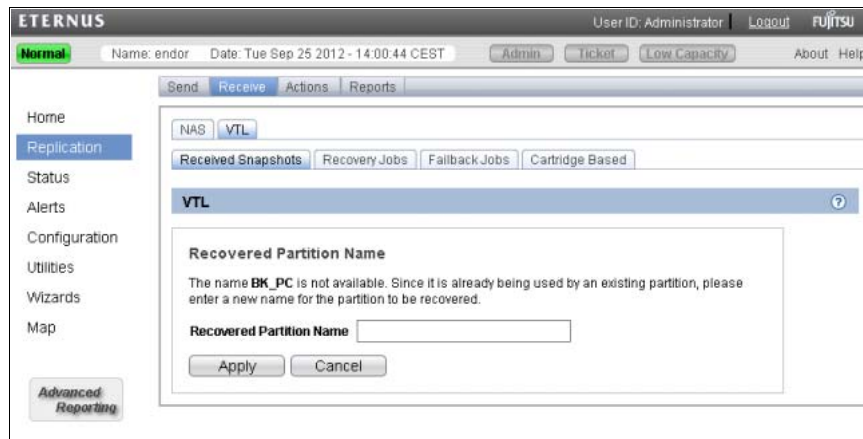 ETERNUS
User ID: Administrator Logout FUJITSU
Normal Name: endor Date: Tue Sep 25 2012 - 14:00:44 CEST Admin Ticket Low Capacity About Help
Send Receive Actions Reports
Home
Replication
Status
Alerts
Configuration
Utilities
Wizards
Map
Advanced
Reporting
NAS VTL
Received Snapshots Recovery Jobs Failback Jobs Cartridge Based
VTL ?
Recovered Partition Name
The name BK_PC is not available. Since it is already being used by an existing partition, please
enter a new name for the partition to be recovered.
Recovered Partition Name
Apply Cancel